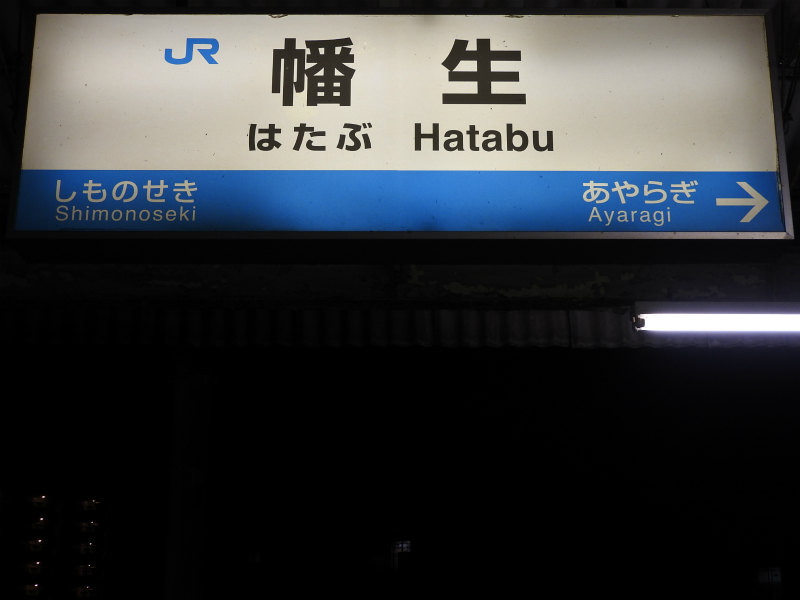 JR 幡生
はたぶ Hatabu
しものせき あやらぎ →
Shimonoseki Ayaragi